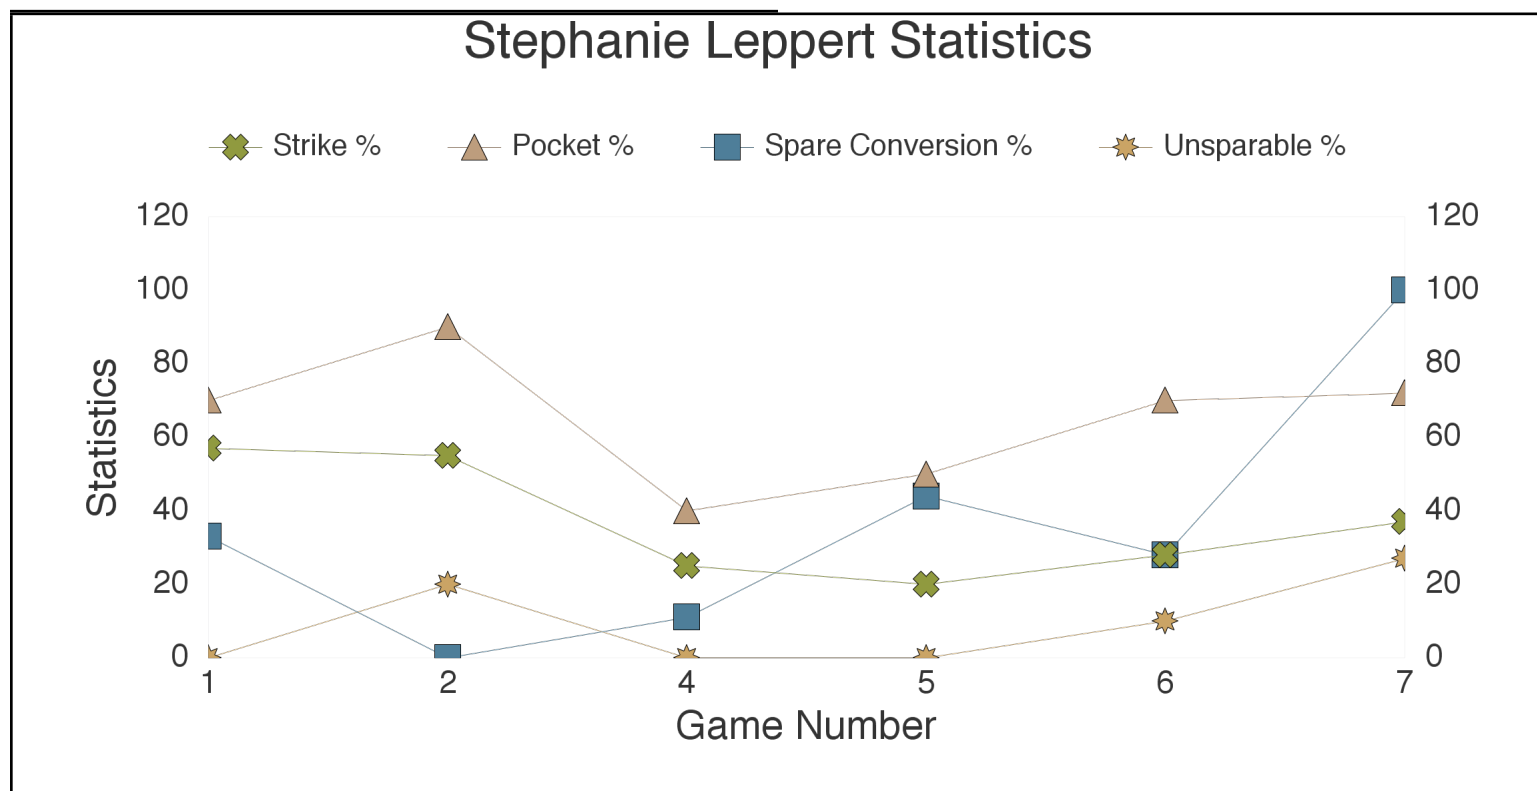 Stephanie Leppert Statistics
Strike % Pocket % Spare Conversion % Unsparable %
120 120
100 100
80 80
60 60
40 40
20 20
0 0
Statistics
1 2 4 5 6 7
Game Number